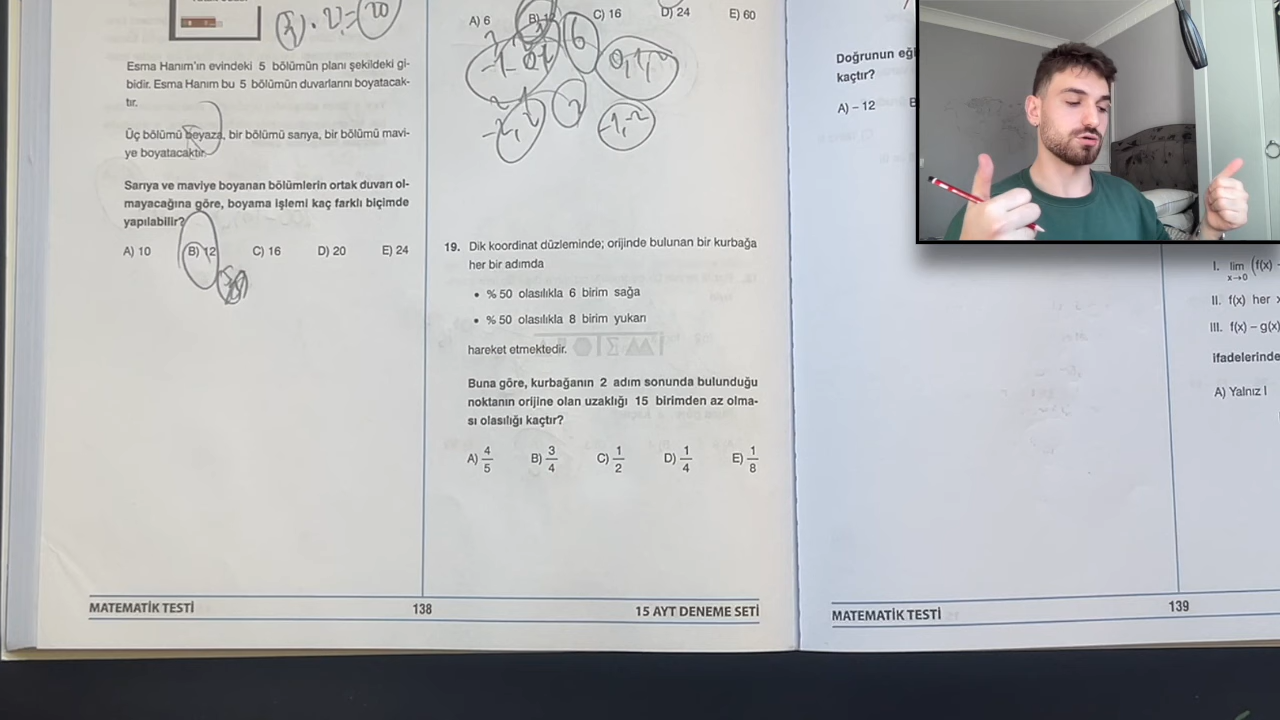 A) 6 B) 12 C) 16 D) 24 E) 60
Esma Hanım'ın evindeki 5 bölümün planı şekildeki gi-
bidir. Esma Hanım bu 5 bölümün duvarlarını boyatacak-
tır.
Üç bölümü beyaza, bir bölümü sarıya, bir bölümü mavi-
ye boyatacaktır.
Sarıya ve maviye boyanan bölümlerin ortak duvarı ol-
mayacağına göre, boyama işlemi kaç farklı biçimde
yapılabilir?
A) 10 B) 12 C) 16 D) 20 E) 24
19. Dik koordinat düzleminde; orijinde bulunan bir kurbağa
her bir adımda
• % 50 olasılıkla 6 birim sağa
• % 50 olasılıkla 8 birim yukarı
hareket etmektedir.
Buna göre, kurbağanın 2 adım sonunda bulunduğu
noktanın orijine olan uzaklığı 15 birimden az olma-
sı olasılığı kaçtır?
A) 4/5 B) 3/4 C) 1/2 D) 1/4 E) 1/8
MATEMATİK TESTİ 138 15 AYT DENEME SETİ
Doğrunun eği
kaçtır?
A) – 12
I. lim x→0 (f(x) -
II. f(x) her
III. f(x) – g(x)
ifadelerinde
A) Yalnız I
MATEMATİK TESTİ 139